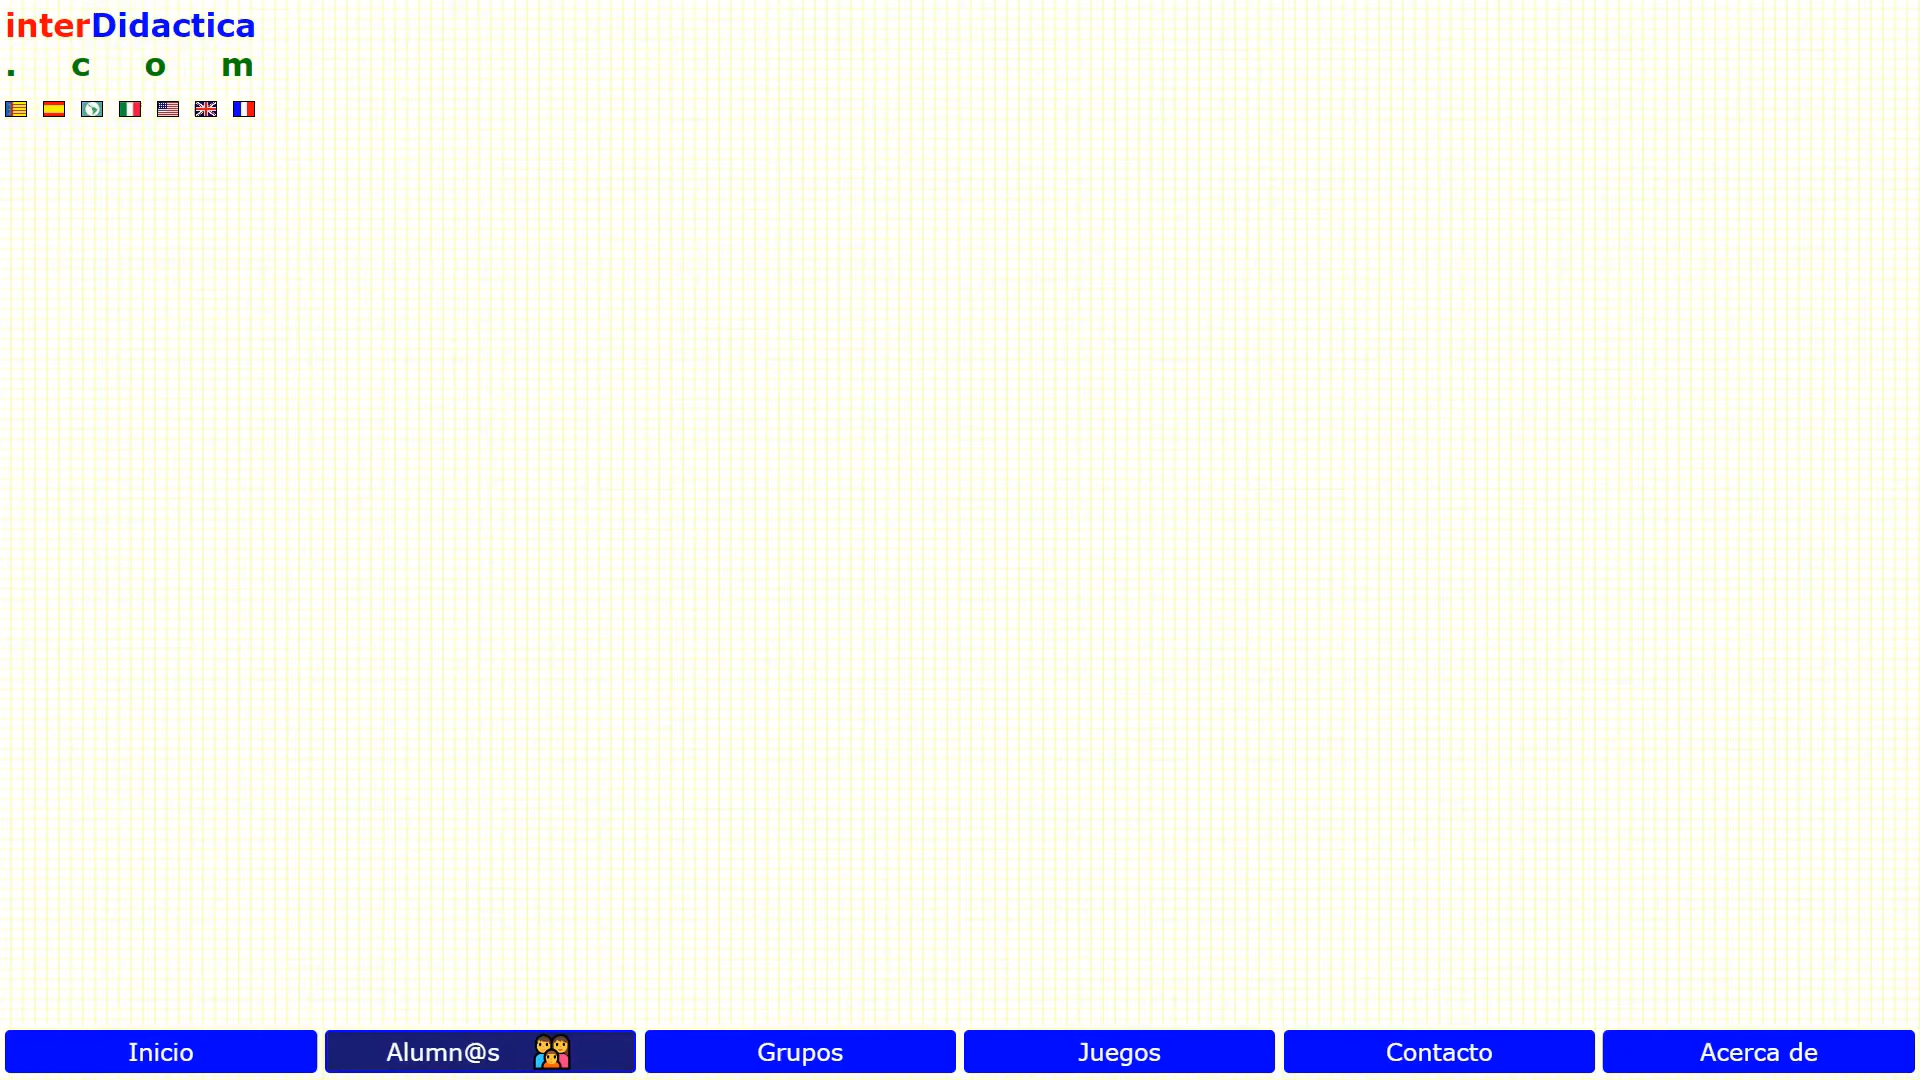 interDidactica
. c o m
Inicio
Alumn@s
Grupos
Juegos
Contacto
Acerca de